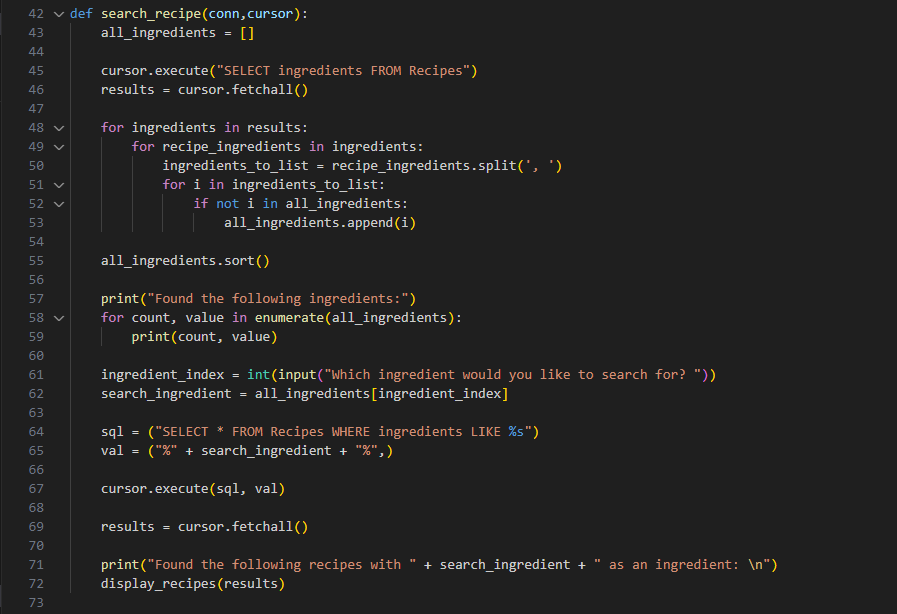 42 def search_recipe(conn,cursor):
43     all_ingredients = []
44
45     cursor.execute("SELECT ingredients FROM Recipes")
46     results = cursor.fetchall()
47
48     for ingredients in results:
49         for recipe_ingredients in ingredients:
50             ingredients_to_list = recipe_ingredients.split(', ')
51             for i in ingredients_to_list:
52                 if not i in all_ingredients:
53                     all_ingredients.append(i)
54
55     all_ingredients.sort()
56
57     print("Found the following ingredients:")
58     for count, value in enumerate(all_ingredients):
59         print(count, value)
60
61     ingredient_index = int(input("Which ingredient would you like to search for? "))
62     search_ingredient = all_ingredients[ingredient_index]
63
64     sql = ("SELECT * FROM Recipes WHERE ingredients LIKE %s")
65     val = ("%" + search_ingredient + "%",)
66
67     cursor.execute(sql, val)
68
69     results = cursor.fetchall()
70
71     print("Found the following recipes with " + search_ingredient + " as an ingredient: \n")
72     display_recipes(results)
73